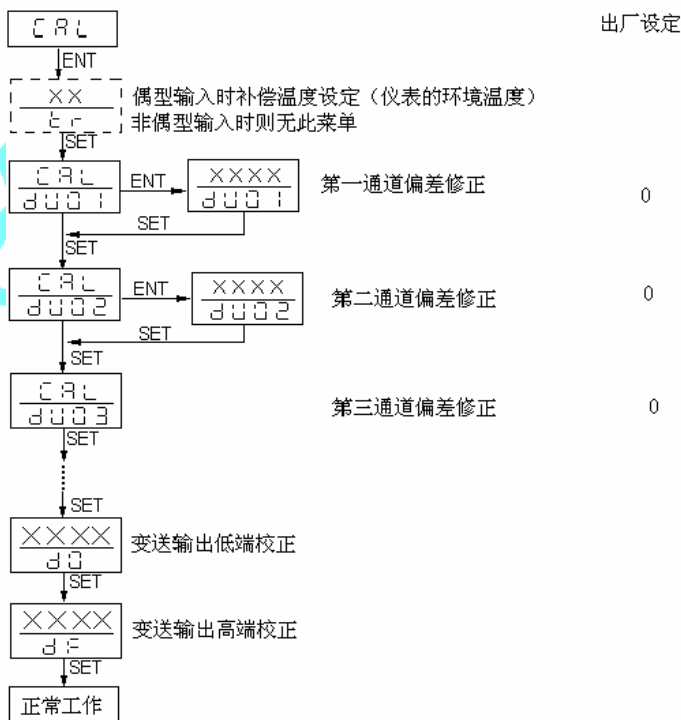 CAL
出厂设定
ENT
XX
偶型输入时补偿温度设定（仪表的环境温度）
tr
非偶型输入时则无此菜单
SET
CAL
ENT
XXXX
第一通道偏差修正
dU01
dU01
0
SET
SET
CAL
ENT
XXXX
第二通道偏差修正
0
dU02
dU02
SET
SET
CAL
第三通道偏差修正
0
dU03
SET
SET
XXXX
变送输出低端校正
d0
SET
XXXX
变送输出高端校正
dF
SET
正常工作